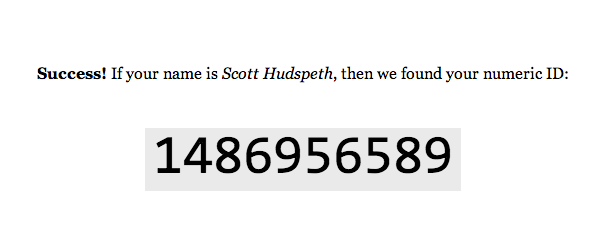 Success! If your name is Scott Hudspeth, then we found your numeric ID:
1486956589